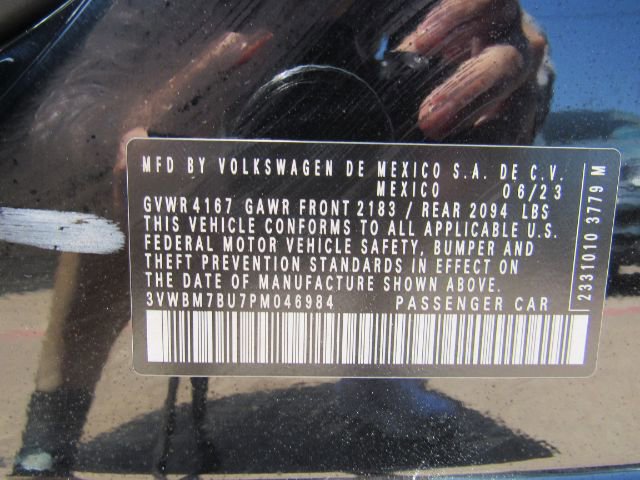 MFD BY VOLKSWAGEN DE MEXICO S.A. DE C.V.
MEXICO 06/23
GVWR 4167 GAWR FRONT 2183 / REAR 2094 LBS
THIS VEHICLE CONFORMS TO ALL APPLICABLE U.S.
FEDERAL MOTOR VEHICLE SAFETY, BUMPER AND
THEFT PREVENTION STANDARDS IN EFFECT ON
THE DATE OF MANUFACTURE SHOWN ABOVE.
3VWBM7BU7PM046984 PASSENGER CAR
2331010 3779 M